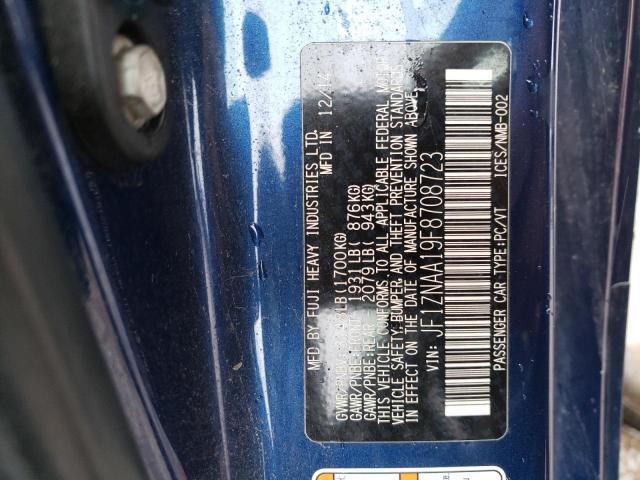 MFD BY FUJI HEAVY INDUSTRIES LTD.
MFD IN 12/14
GVWR/PNBV LB(1700KG)
GAWR/PNBE:FRONT 1931LB( 876KG)
GAWR/PNBE:REAR 2079LB( 943KG)
THIS VEHICLE CONFORMS TO ALL APPLICABLE FEDERAL MOTOR
VEHICLE SAFETY,BUMPER AND THEFT PREVENTION STANDARDS
IN EFFECT ON THE DATE OF MANUFACTURE SHOWN ABOVE.
VIN: JF1ZNAA19F8708723
PASSENGER CAR TYPE:PC/VT ICES/NMB-002